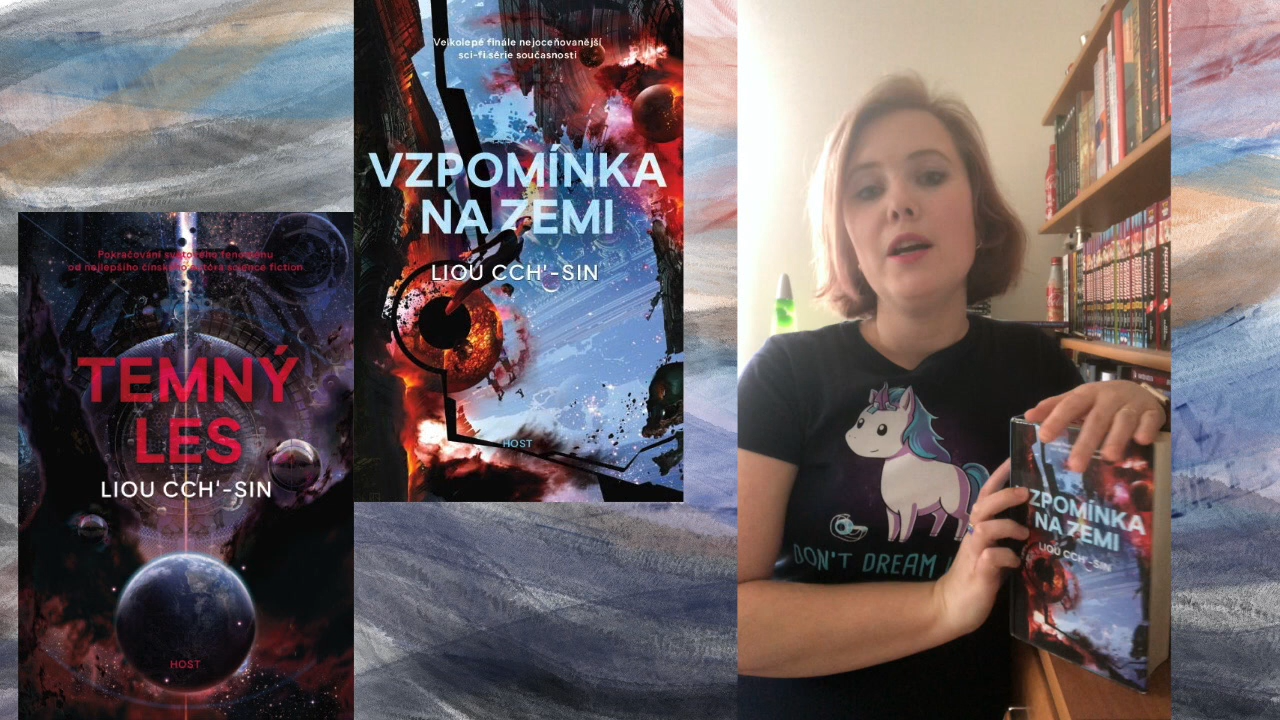 Pokračování světového fenoménu
od nejlepšího čínského autora science fiction
TEMNÝ
LES
LIOU CCH'-SIN
HOST
Velkolepé finále nejoceňovanější
sci-fi série současnosti
VZPOMÍNKA
NA ZEMI
LIOU CCH'-SIN
HOST
DON'T DREAM
VZPOMÍNKA
NA ZEMI
LIOU CCH'-SIN